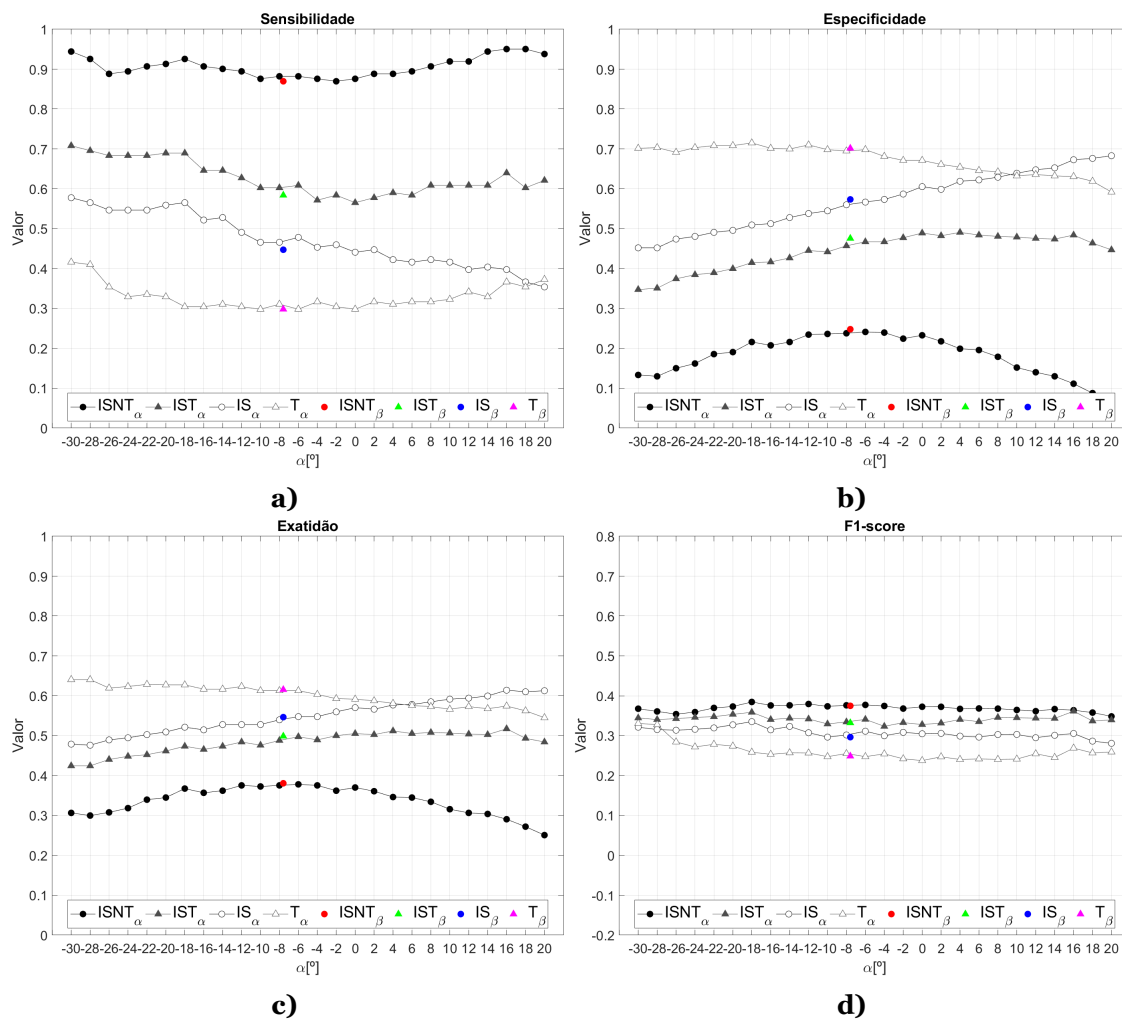 Sensibilidade
1
0.9
0.8
0.7
0.6
0.5
0.4
0.3
0.2
0.1
0
Valor
ISNTα ISTα ISα Tα ISNTβ ISTβ ISβ Tβ
-30 -28 -26 -24 -22 -20 -18 -16 -14 -12 -10 -8 -6 -4 -2 0 2 4 6 8 10 12 14 16 18 20
α[º]
a)
Especificidade
1
0.9
0.8
0.7
0.6
0.5
0.4
0.3
0.2
0.1
0
Valor
ISNTα ISTα ISα Tα ISNTβ ISTβ ISβ Tβ
-30 -28 -26 -24 -22 -20 -18 -16 -14 -12 -10 -8 -6 -4 -2 0 2 4 6 8 10 12 14 16 18 20
α[º]
b)
Exatidão
1
0.9
0.8
0.7
0.6
0.5
0.4
0.3
0.2
0.1
0
Valor
ISNTα ISTα ISα Tα ISNTβ ISTβ ISβ Tβ
-30 -28 -26 -24 -22 -20 -18 -16 -14 -12 -10 -8 -6 -4 -2 0 2 4 6 8 10 12 14 16 18 20
α[º]
c)
F1-score
0.8
0.7
0.6
0.5
0.4
0.3
0.2
0.1
0
-0.1
-0.2
Valor
ISNTα ISTα ISα Tα ISNTβ ISTβ ISβ Tβ
-30 -28 -26 -24 -22 -20 -18 -16 -14 -12 -10 -8 -6 -4 -2 0 2 4 6 8 10 12 14 16 18 20
α[º]
d)